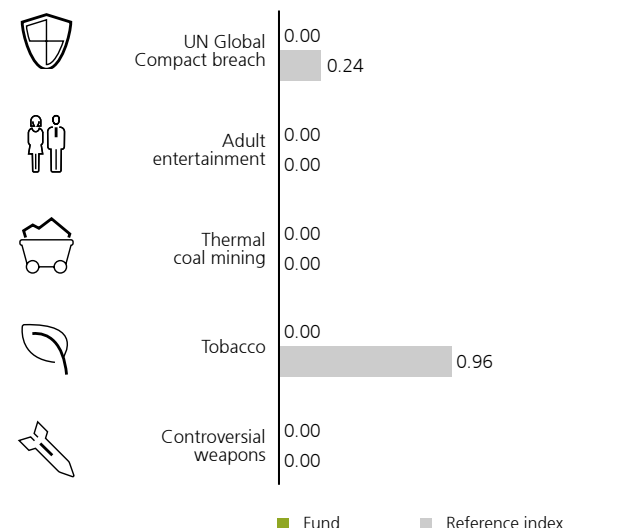 UN Global
Compact breach
0.00
0.24
Adult
entertainment
0.00
0.00
Thermal
coal mining
0.00
0.00
Tobacco
0.00
0.96
Controversial
weapons
0.00
0.00
Fund Reference index